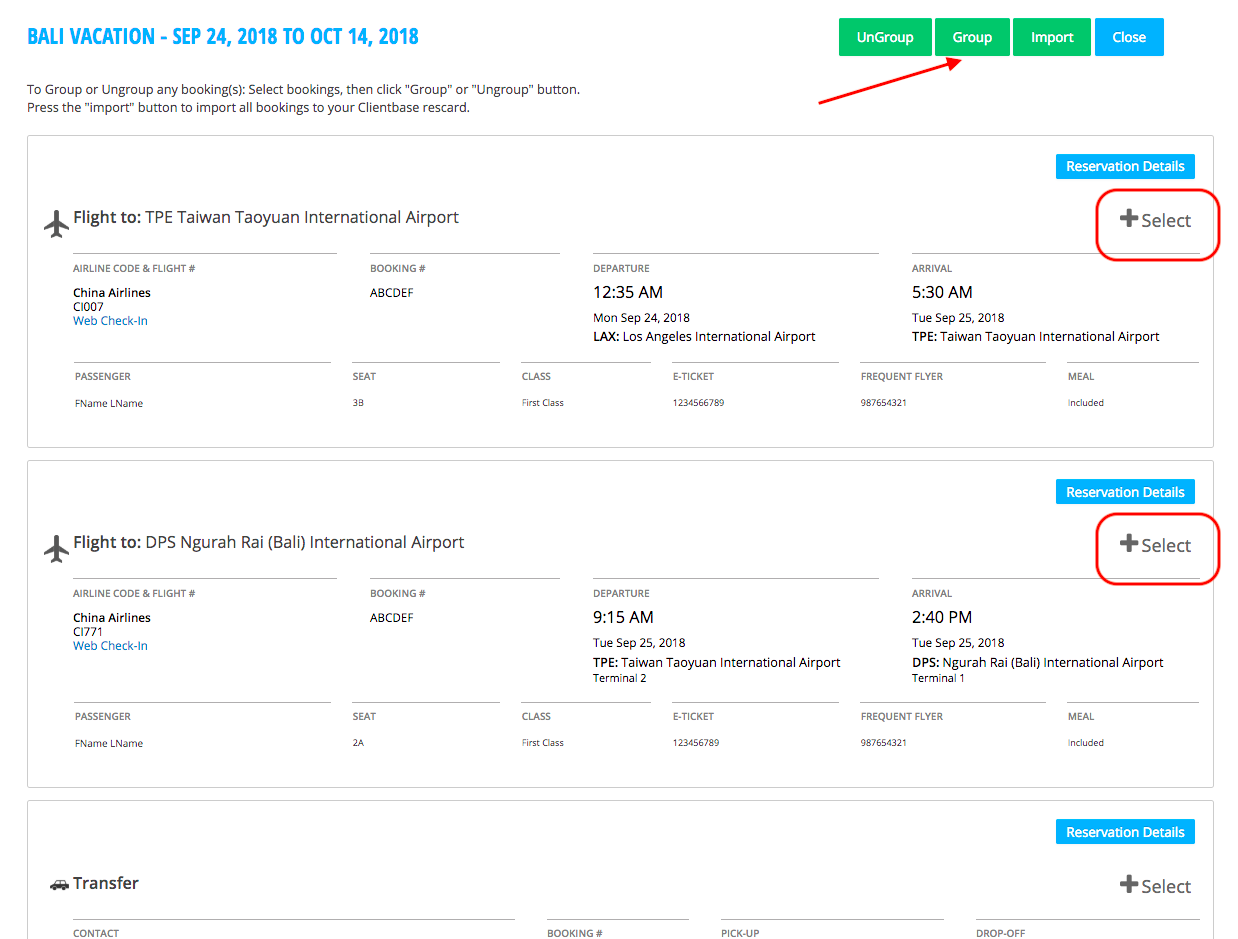 BALI VACATION - SEP 24, 2018 TO OCT 14, 2018
UnGroup Group Import Close
To Group or Ungroup any booking(s): Select bookings, then click "Group" or "Ungroup" button.
Press the "import" button to import all bookings to your Clientbase rescard.
Reservation Details
Flight to: TPE Taiwan Taoyuan International Airport
Select
AIRLINE CODE & FLIGHT # BOOKING # DEPARTURE ARRIVAL
China Airlines ABCDEF 12:35 AM 5:30 AM
CI007
Web Check-In Mon Sep 24, 2018 Tue Sep 25, 2018
LAX: Los Angeles International Airport TPE: Taiwan Taoyuan International Airport
PASSENGER SEAT CLASS E-TICKET FREQUENT FLYER MEAL
FName LName 3B First Class 1234566789 987654321 Included
Reservation Details
Flight to: DPS Ngurah Rai (Bali) International Airport
Select
AIRLINE CODE & FLIGHT # BOOKING # DEPARTURE ARRIVAL
China Airlines ABCDEF 9:15 AM 2:40 PM
CI771
Web Check-In Tue Sep 25, 2018 Tue Sep 25, 2018
TPE: Taiwan Taoyuan International Airport DPS: Ngurah Rai (Bali) International Airport
Terminal 2 Terminal 1
PASSENGER SEAT CLASS E-TICKET FREQUENT FLYER MEAL
FName LName 2A First Class 123456789 987654321 Included
Reservation Details
Transfer
Select
CONTACT BOOKING # PICK-UP DROP-OFF